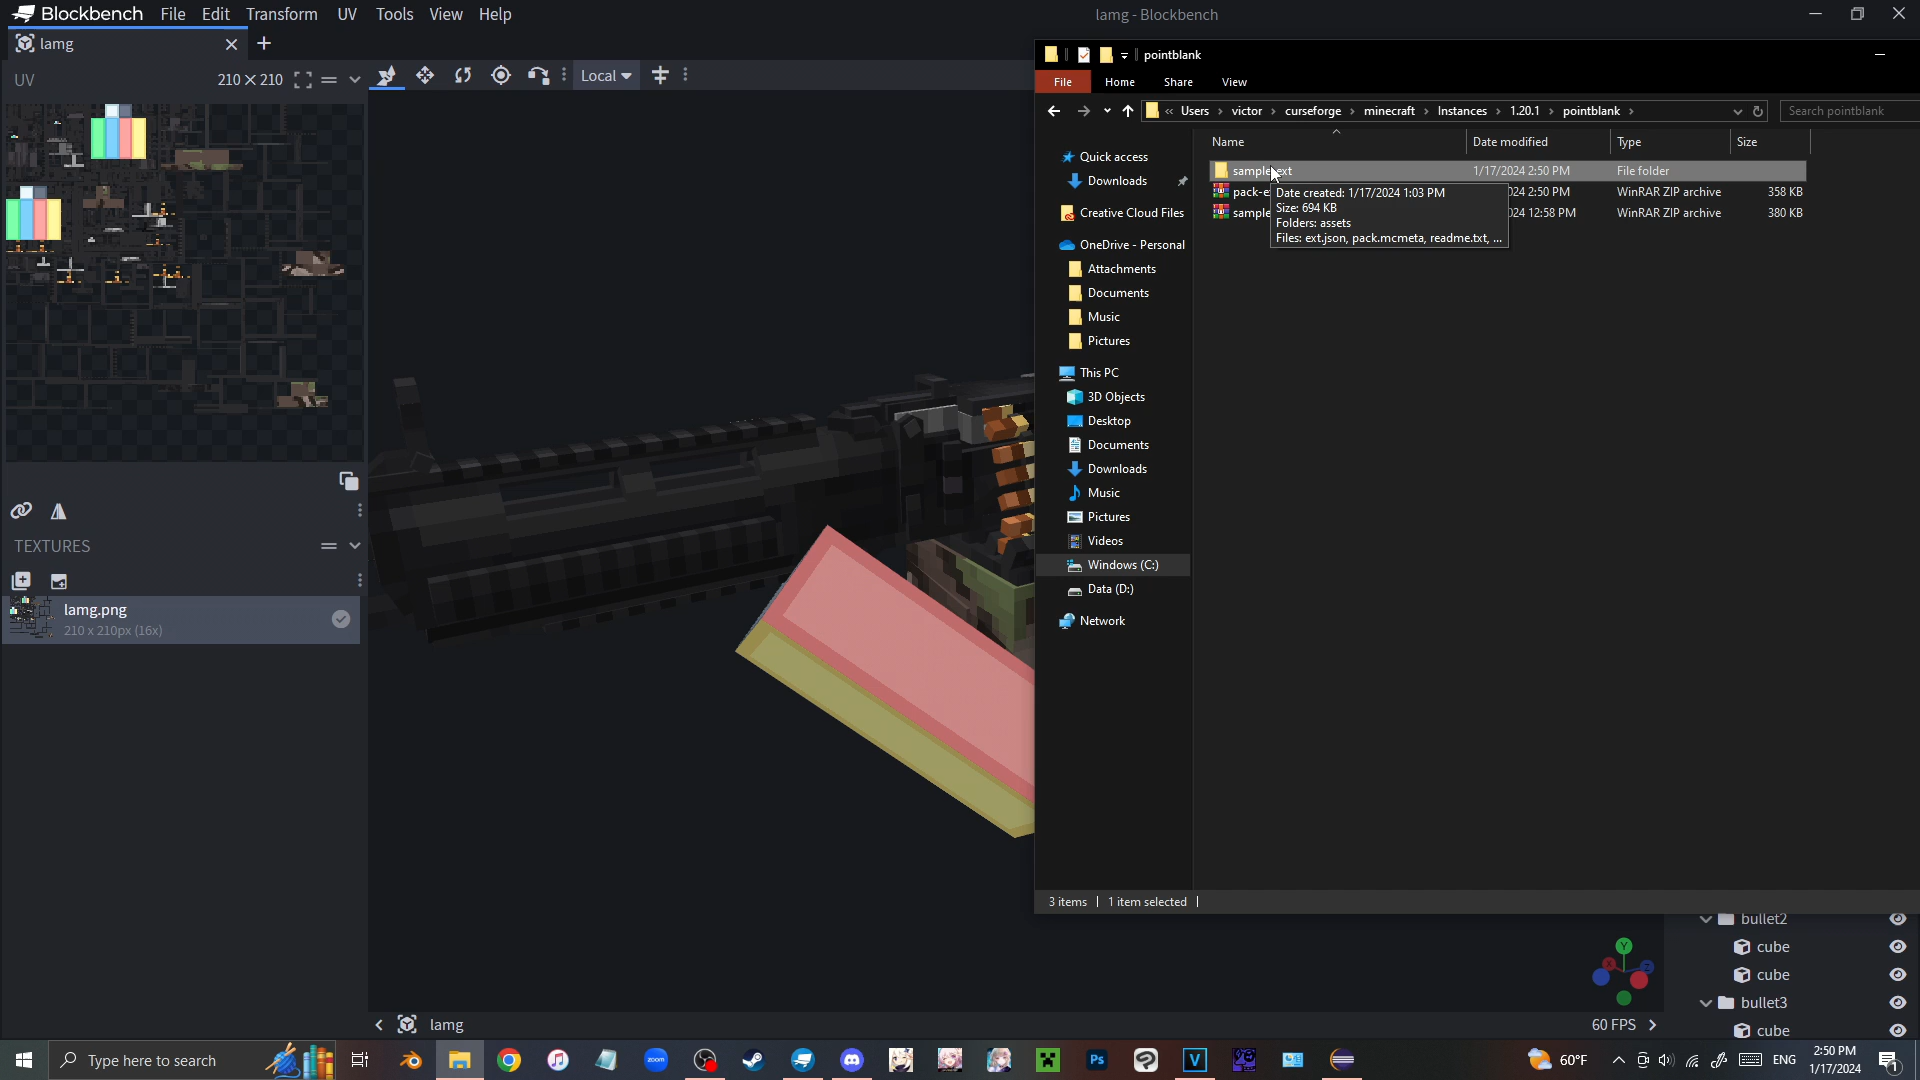 Blockbench File Edit Transform UV Tools View Help
lamg - Blockbench
lamg
UV 210 × 210
Local
pointblank
File Home Share View
« Users > victor > curseforge > minecraft > Instances > 1.20.1 > pointblank >
Search pointblank
Name Date modified Type Size
Quick access
Downloads
Creative Cloud Files
OneDrive - Personal
Attachments
Documents
Music
Pictures
This PC
3D Objects
Desktop
Documents
Downloads
Music
Pictures
Videos
Windows (C:)
Data (D:)
Network
1/17/2024 2:50 PM File folder
pack-e 024 2:50 PM WinRAR ZIP archive 358 KB
sample 024 12:58 PM WinRAR ZIP archive 380 KB
Date created: 1/17/2024 1:03 PM
Size: 694 KB
Folders: assets
Files: ext.json, pack.mcmeta, readme.txt, ...
3 items 1 item selected
TEXTURES
lamg.png
210 x 210px (16x)
bullet2
cube
cube
bullet3
cube
Y
X
Z
lamg
60 FPS
Type here to search
zoom
Ps
V
60°F
ENG
2:50 PM
1/17/2024
1